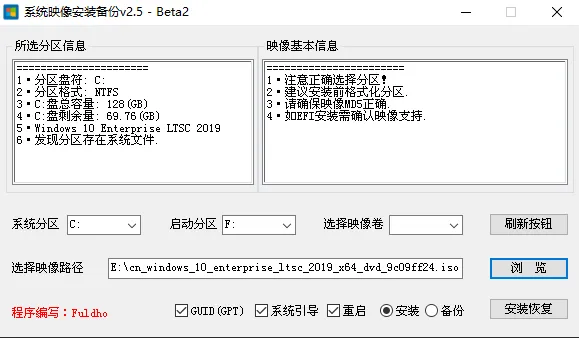 系统映像安装备份v2.5 - Beta2
所选分区信息
======================
1·分区盘符: C:
2·分区格式: NTFS
3·C:盘总容量: 128(GB)
4·C:盘剩余量: 69.76(GB)
5·Windows 10 Enterprise LTSC 2019
6·发现分区存在系统文件.
映像基本信息
=======================
1·注意正确选择分区!
2·建议安装前格式化分区.
3·请确保映像MD5正确.
4·如EFI安装需确认映像支持.
系统分区 C: 启动分区 F: 选择映像卷 刷新按钮
选择映像路径 E:\cn_windows_10_enterprise_ltsc_2019_x64_dvd_9c09ff24.iso 浏 览
程序编写：Fuldho GUID(GPT) 系统引导 重启 安装 备份 安装恢复